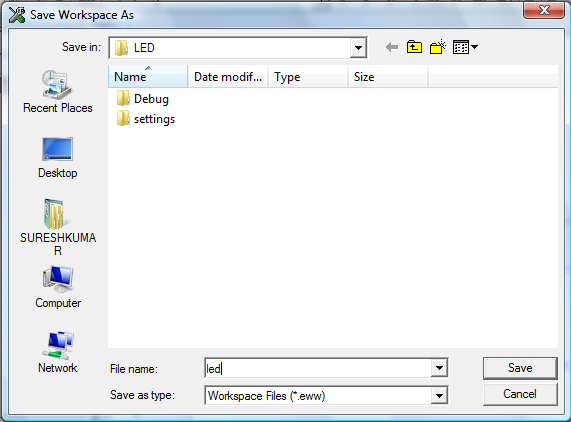 Save Workspace As
Save in: LED
Name Date modif... Type Size
Debug
settings
Recent Places
Desktop
SURESHKUMA
R
Computer
Network
File name: led Save
Save as type: Workspace Files (*.eww) Cancel